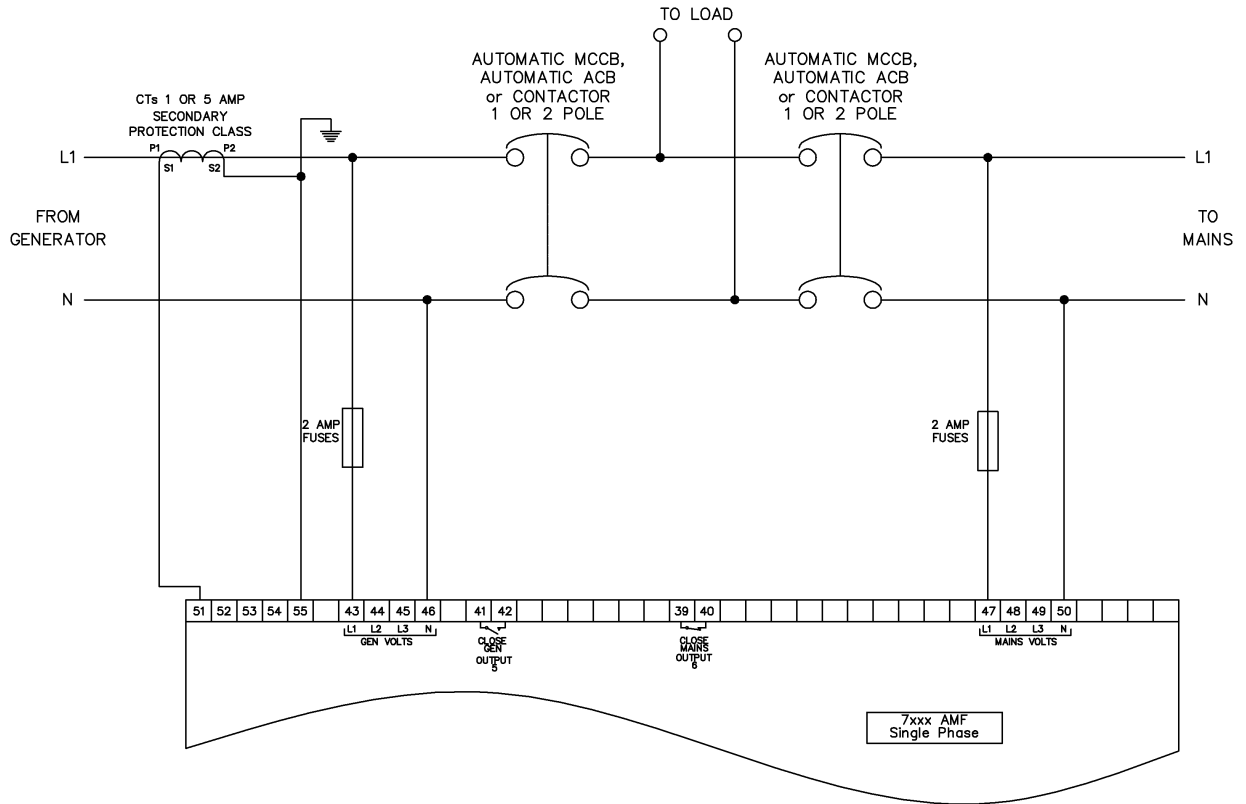 TO LOAD
AUTOMATIC MCCB,
AUTOMATIC ACB
or CONTACTOR
1 OR 2 POLE
AUTOMATIC MCCB,
AUTOMATIC ACB
or CONTACTOR
1 OR 2 POLE
CTs 1 OR 5 AMP
SECONDARY
PROTECTION CLASS
P1
P2
S1
S2
L1
L1
FROM
GENERATOR
TO
MAINS
N
N
2 AMP
FUSES
2 AMP
FUSES
51 52 53 54 55 43 44 45 46 41 42 39 40 47 48 49 50
L1 L2 L3 N
GEN VOLTS
CLOSE
GEN
OUTPUT
5
CLOSE
MAINS
OUTPUT
6
L1 L2 L3 N
MAINS VOLTS
7xxx AMF
Single Phase